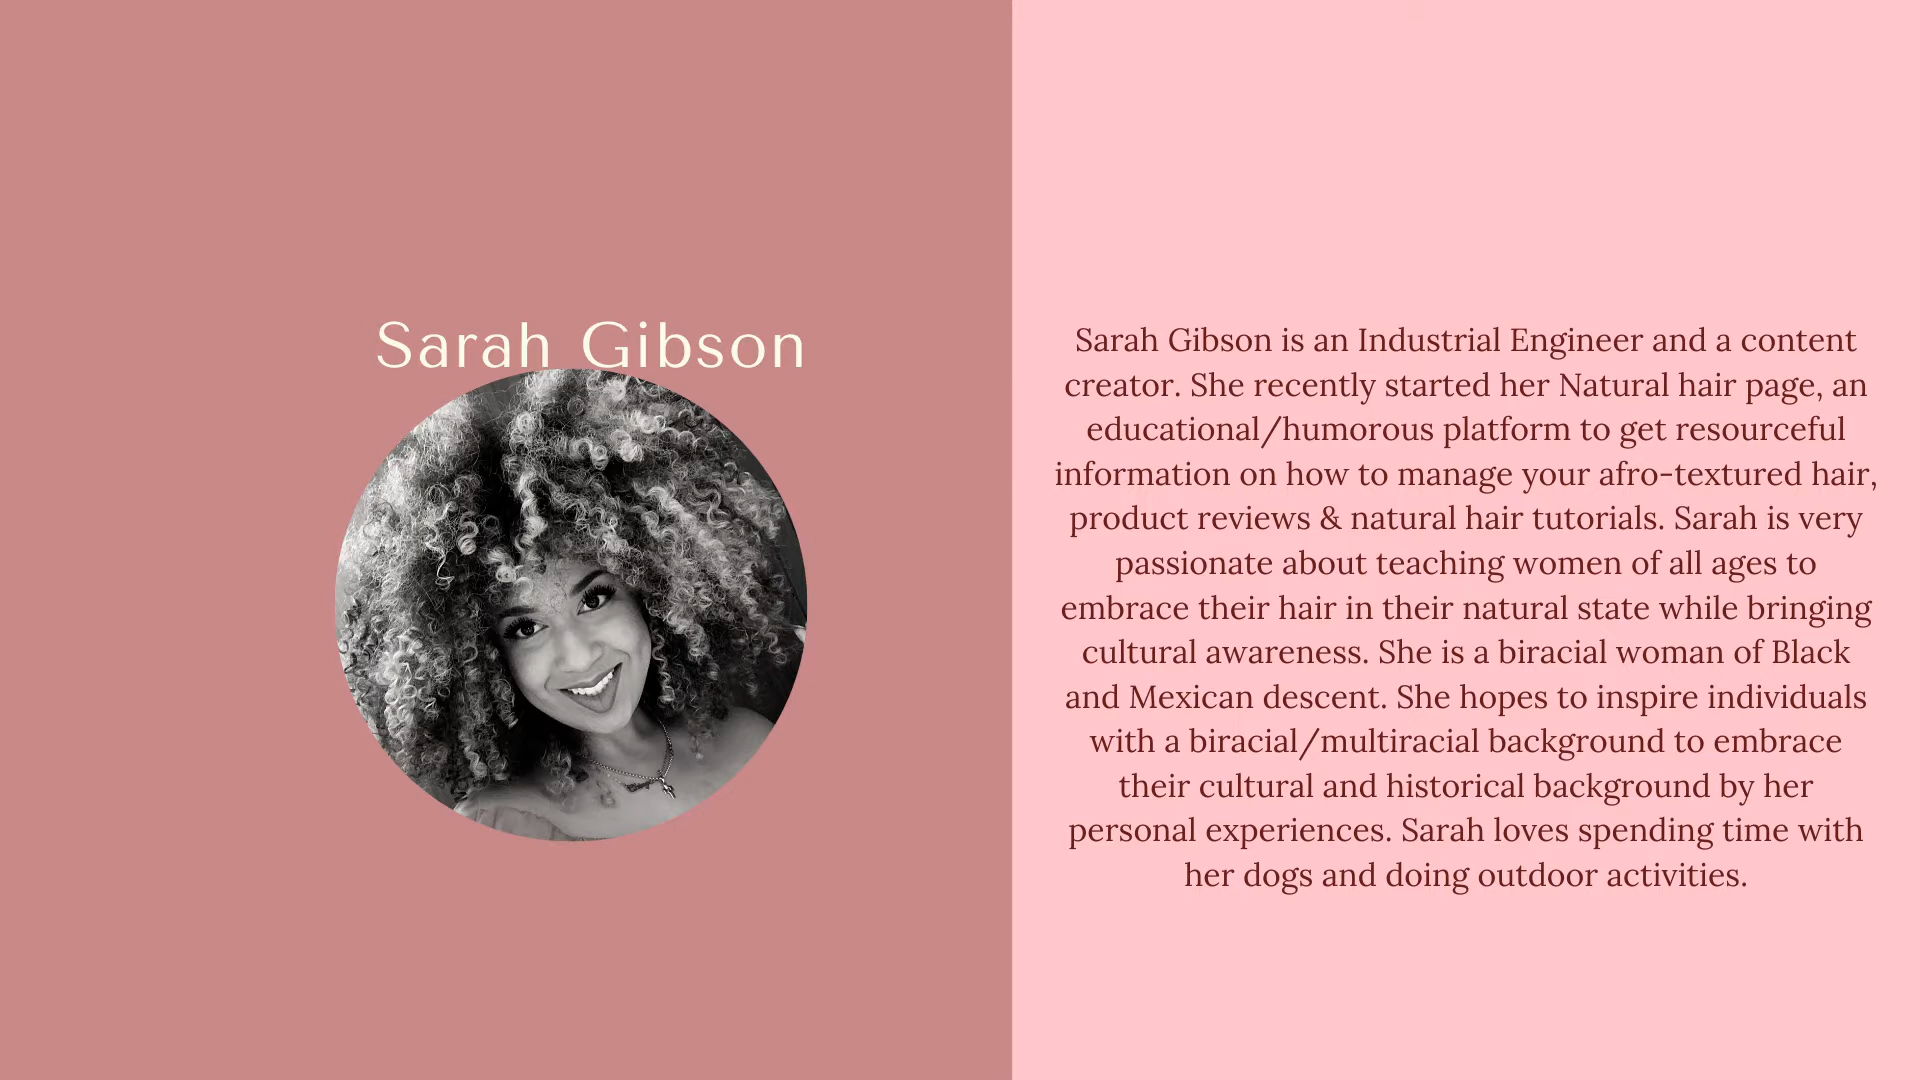 Sarah Gibson
Sarah Gibson is an Industrial Engineer and a content
creator. She recently started her Natural hair page, an
educational/humorous platform to get resourceful
information on how to manage your afro-textured hair,
product reviews & natural hair tutorials. Sarah is very
passionate about teaching women of all ages to
embrace their hair in their natural state while bringing
cultural awareness. She is a biracial woman of Black
and Mexican descent. She hopes to inspire individuals
with a biracial/multiracial background to embrace
their cultural and historical background by her
personal experiences. Sarah loves spending time with
her dogs and doing outdoor activities.